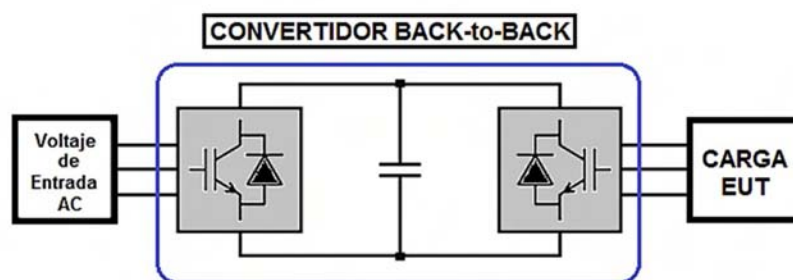 CONVERTIDOR BACK-to-BACK
Voltaje
de
Entrada
AC
CARGA
EUT